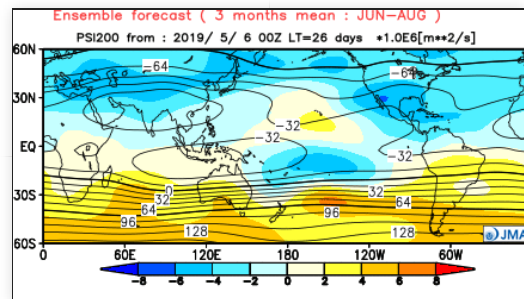 Ensemble forecast ( 3 months mean : JUN-AUG )
PSI200 from : 2019/ 5/ 6 00Z LT=26 days *1.0E6[m**2/s]
60N
-64
-64
30N
-32
-32
EQ
-32
-32
30S
0
32
32
64
96
96
64
128
128
60S
0 60E 120E 180 120W 60W
JMA
-8 -6 -4 -2 0 2 4 6 8